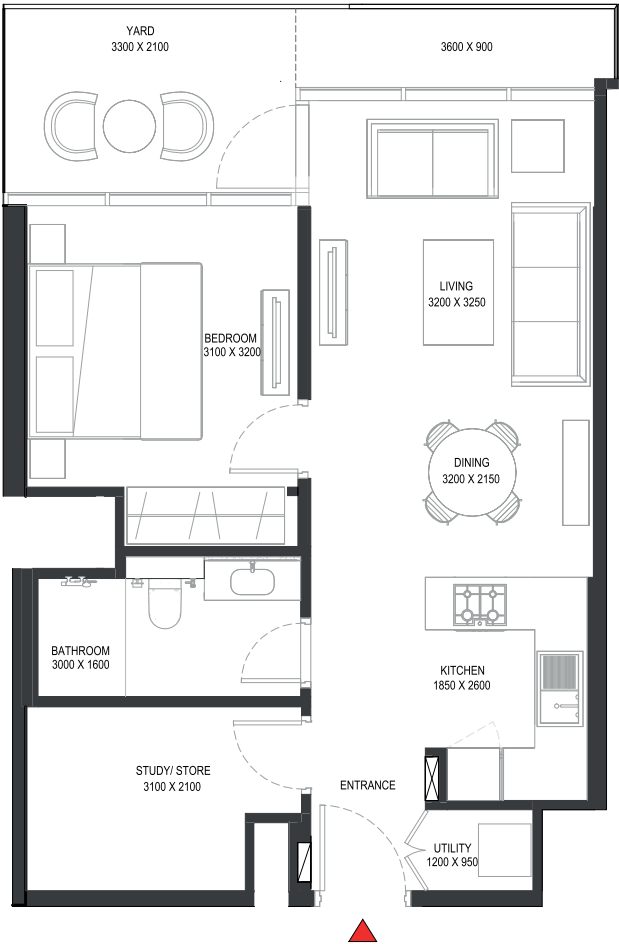 YARD
3300 X 2100
3600 X 900
LIVING
3200 X 3250
BEDROOM
3100 X 3200
DINING
3200 X 2150
BATHROOM
3000 X 1600
KITCHEN
1850 X 2600
STUDY/ STORE
3100 X 2100
ENTRANCE
UTILITY
1200 X 950